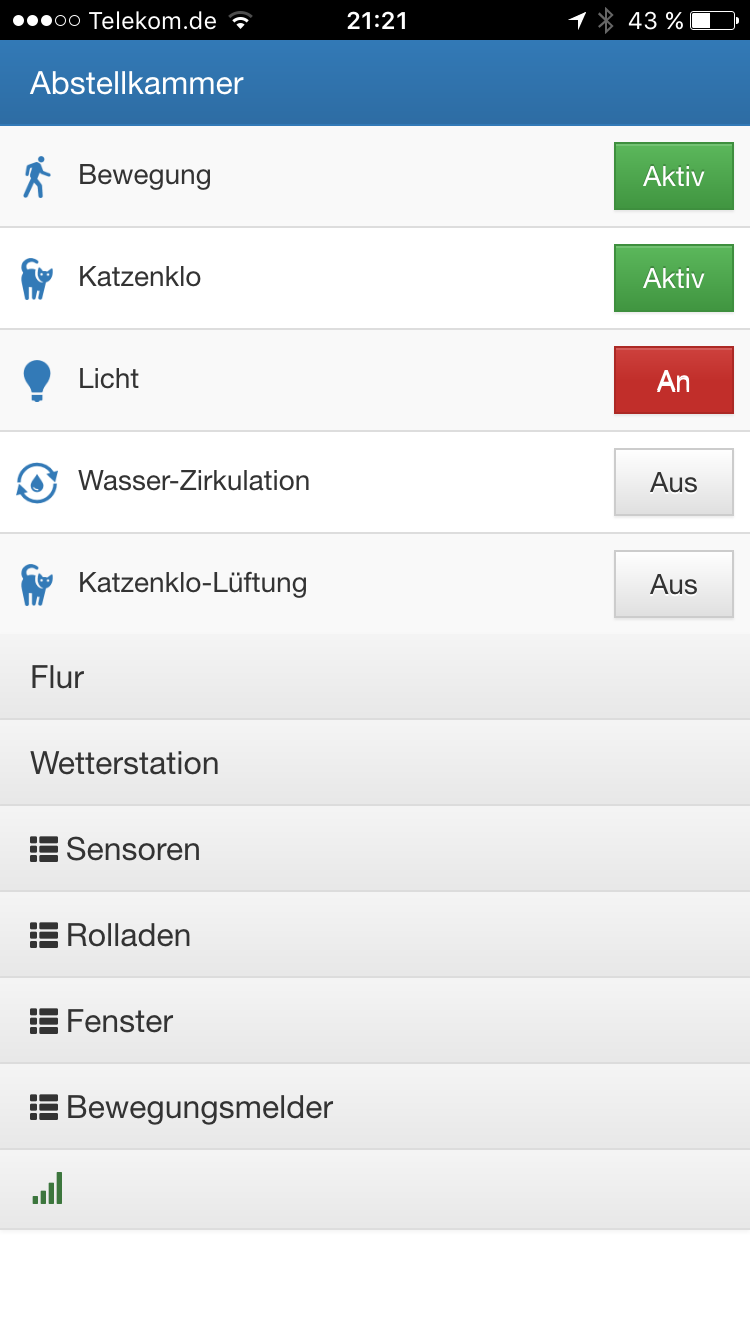 Telekom.de 21:21 43 %
Abstellkammer
Bewegung Aktiv
Katzenklo Aktiv
Licht An
Wasser-Zirkulation Aus
Katzenklo-Lüftung Aus
Flur
Wetterstation
Sensoren
Rolladen
Fenster
Bewegungsmelder